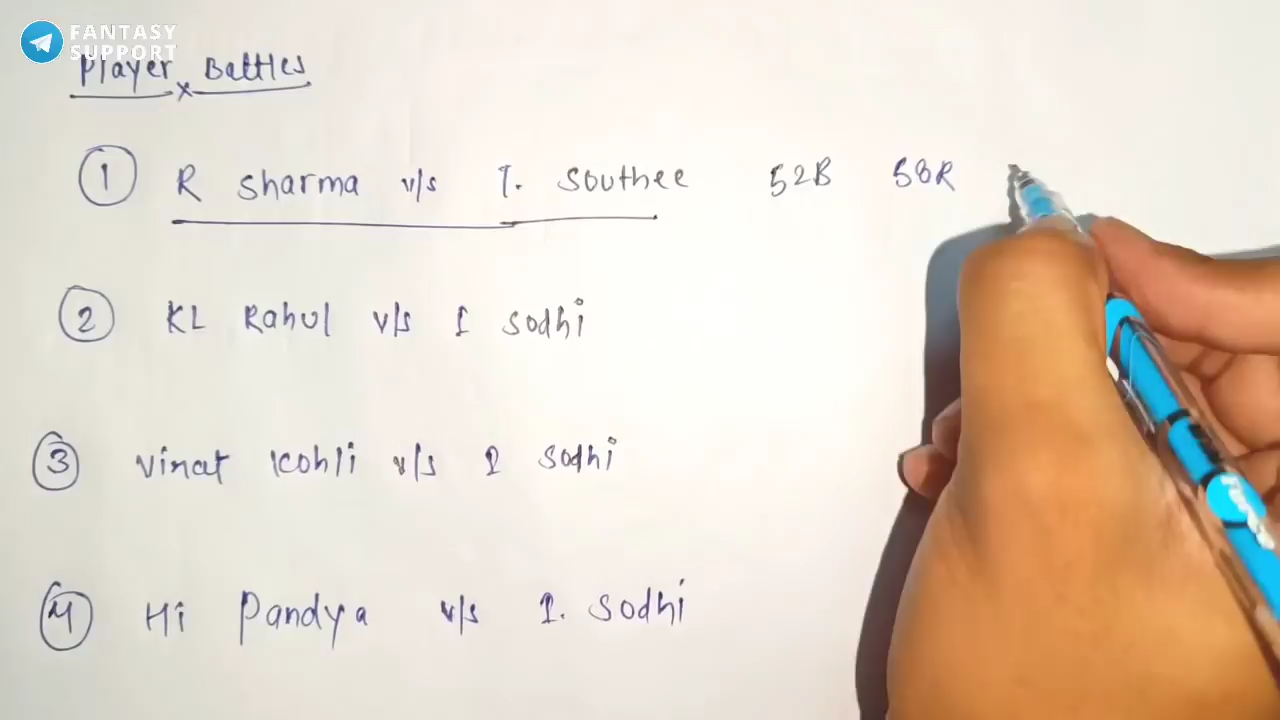 FANTASY
SUPPORT
Player Battles
1 R Sharma v/s T. Southee 52B 58R
2 KL Rahul v/s I Sodhi
3 Virat Kohli v/s I Sodhi
4 Hi Pandya v/s I. Sodhi